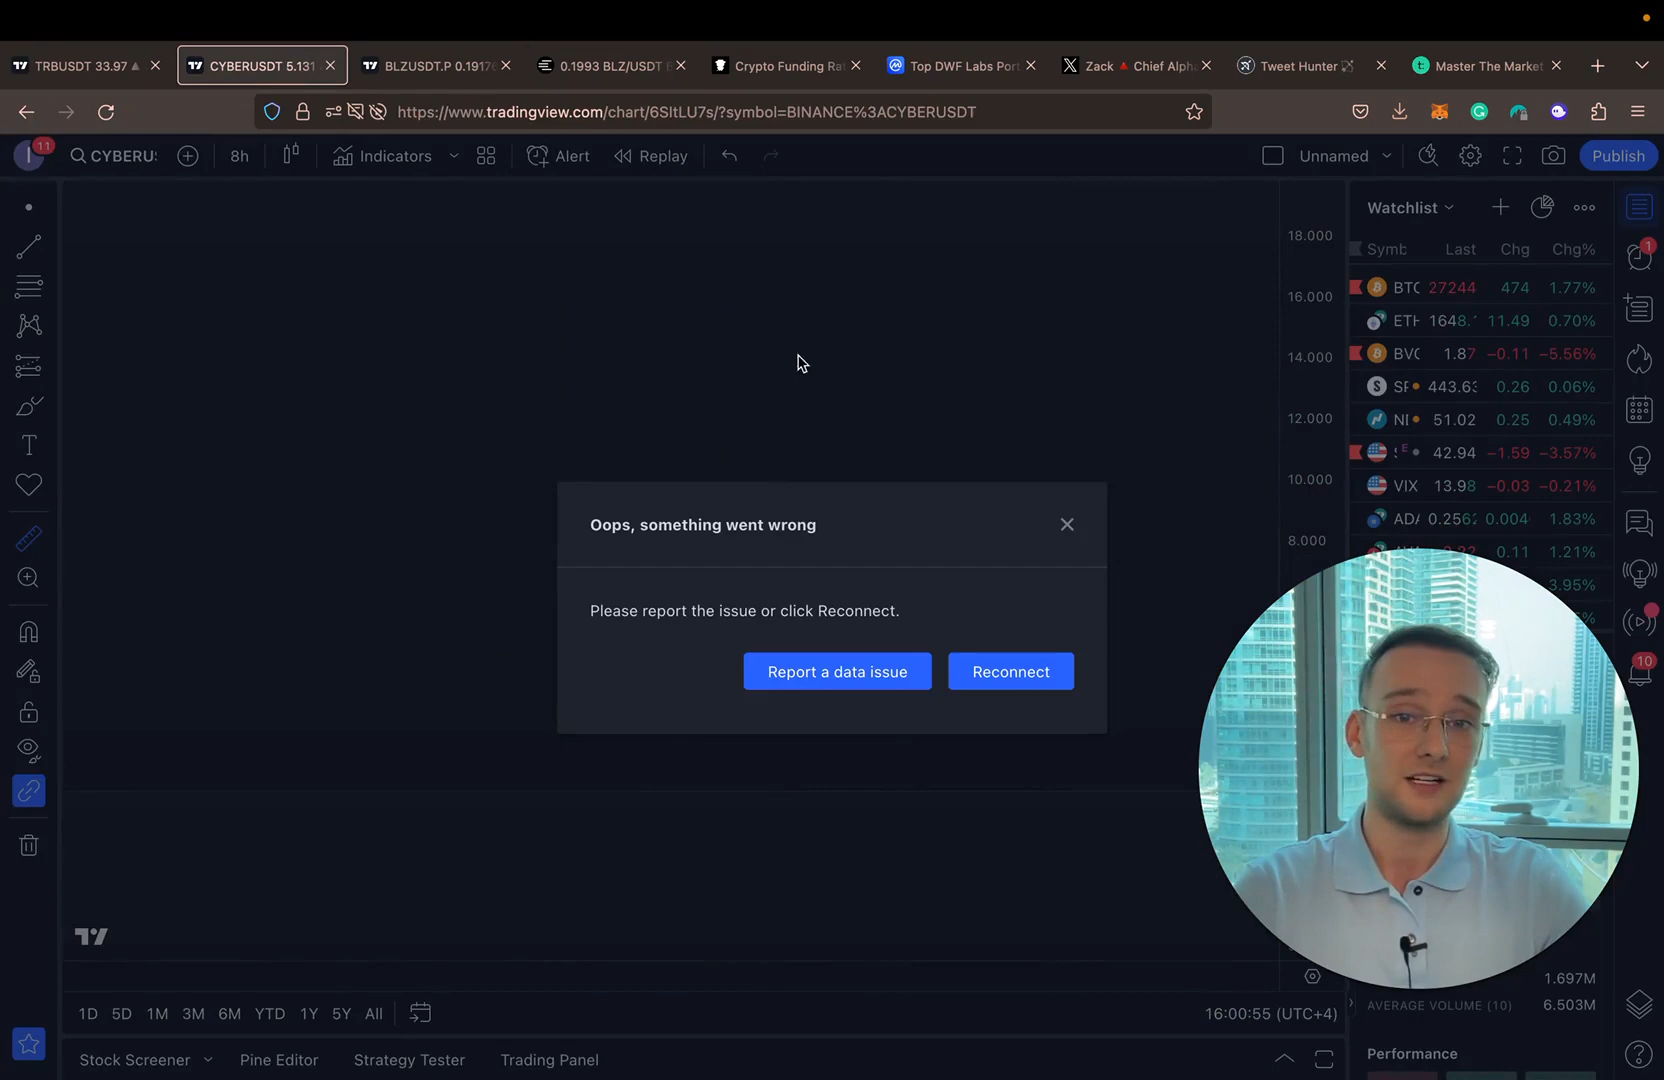 TRBUSDT 33.97
CYBERUSDT 5.131
BLZUSDT.P 0.1917
0.1993 BLZ/USDT
Crypto Funding Ra
Top DWF Labs Port
Zack 🔺 Chief Alph
Tweet Hunter
Master The Market
https://www.tradingview.com/chart/6SItLU7s/?symbol=BINANCE%3ACYBERUSDT
11
CYBERU
8h
Indicators
Alert
Replay
Unnamed
Publish
Watchlist
Symb Last Chg Chg%
18.000
16.000
14.000
12.000
10.000
8.000
BTC 27244 474 1.77%
ETH 1648. 11.49 0.70%
BVC 1.87 −0.11 −5.56%
SP 443.63 0.26 0.06%
51.02 0.25 0.49%
E 42.94 −1.59 −3.57%
VIX 13.98 −0.03 −0.21%
ADA 0.2562 0.004 1.83%
0.11 1.21%
3.95%
1
10
Oops, something went wrong
Please report the issue or click Reconnect.
Report a data issue
Reconnect
1.697M
AVERAGE VOLUME (10) 6.503M
1D 5D 1M 3M 6M YTD 1Y 5Y All
16:00:55 (UTC+4)
Stock Screener
Pine Editor
Strategy Tester
Trading Panel
Performance